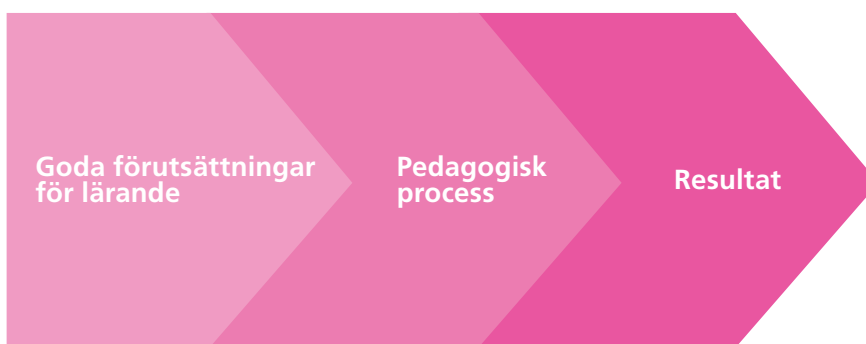 Goda förutsättningar
för lärande
Pedagogisk
process
Resultat